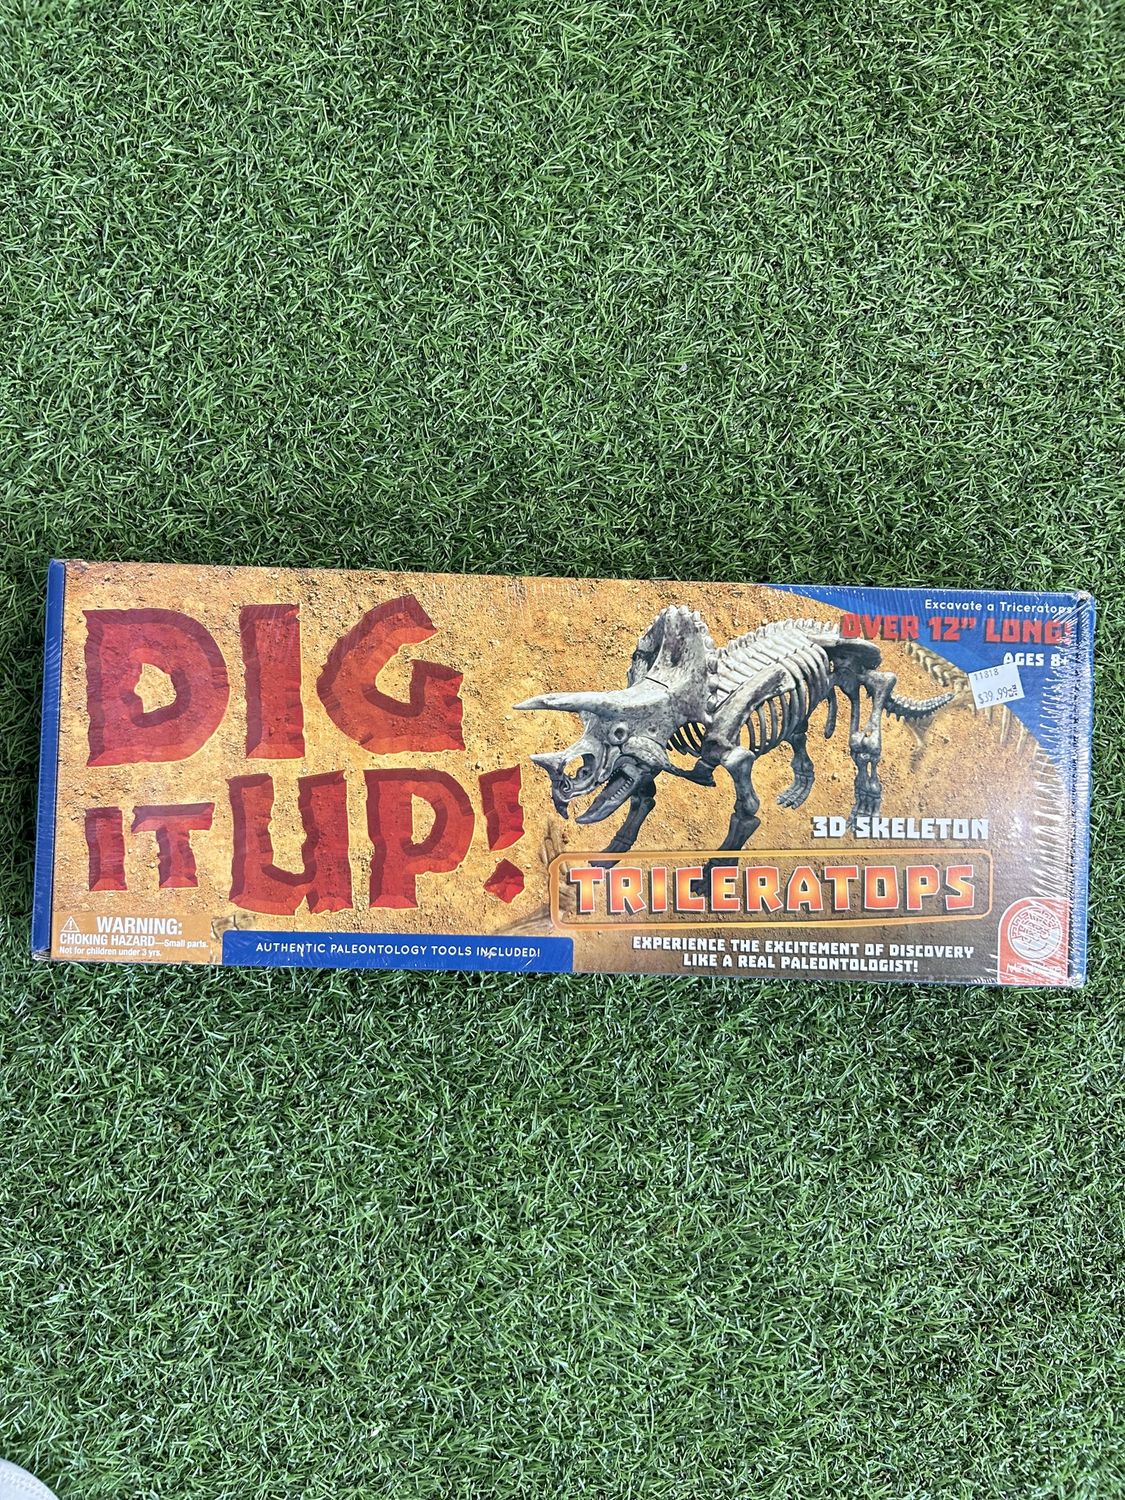 DIG
IT UP!
Excavate a Triceratops
OVER 12" LONG!
AGES 8+
11818
$39.99
3D SKELETON
TRICERATOPS
EXPERIENCE THE EXCITEMENT OF DISCOVERY
LIKE A REAL PALEONTOLOGIST!
AUTHENTIC PALEONTOLOGY TOOLS INCLUDED!
WARNING:
CHOKING HAZARD—Small parts.
Not for children under 3 yrs.